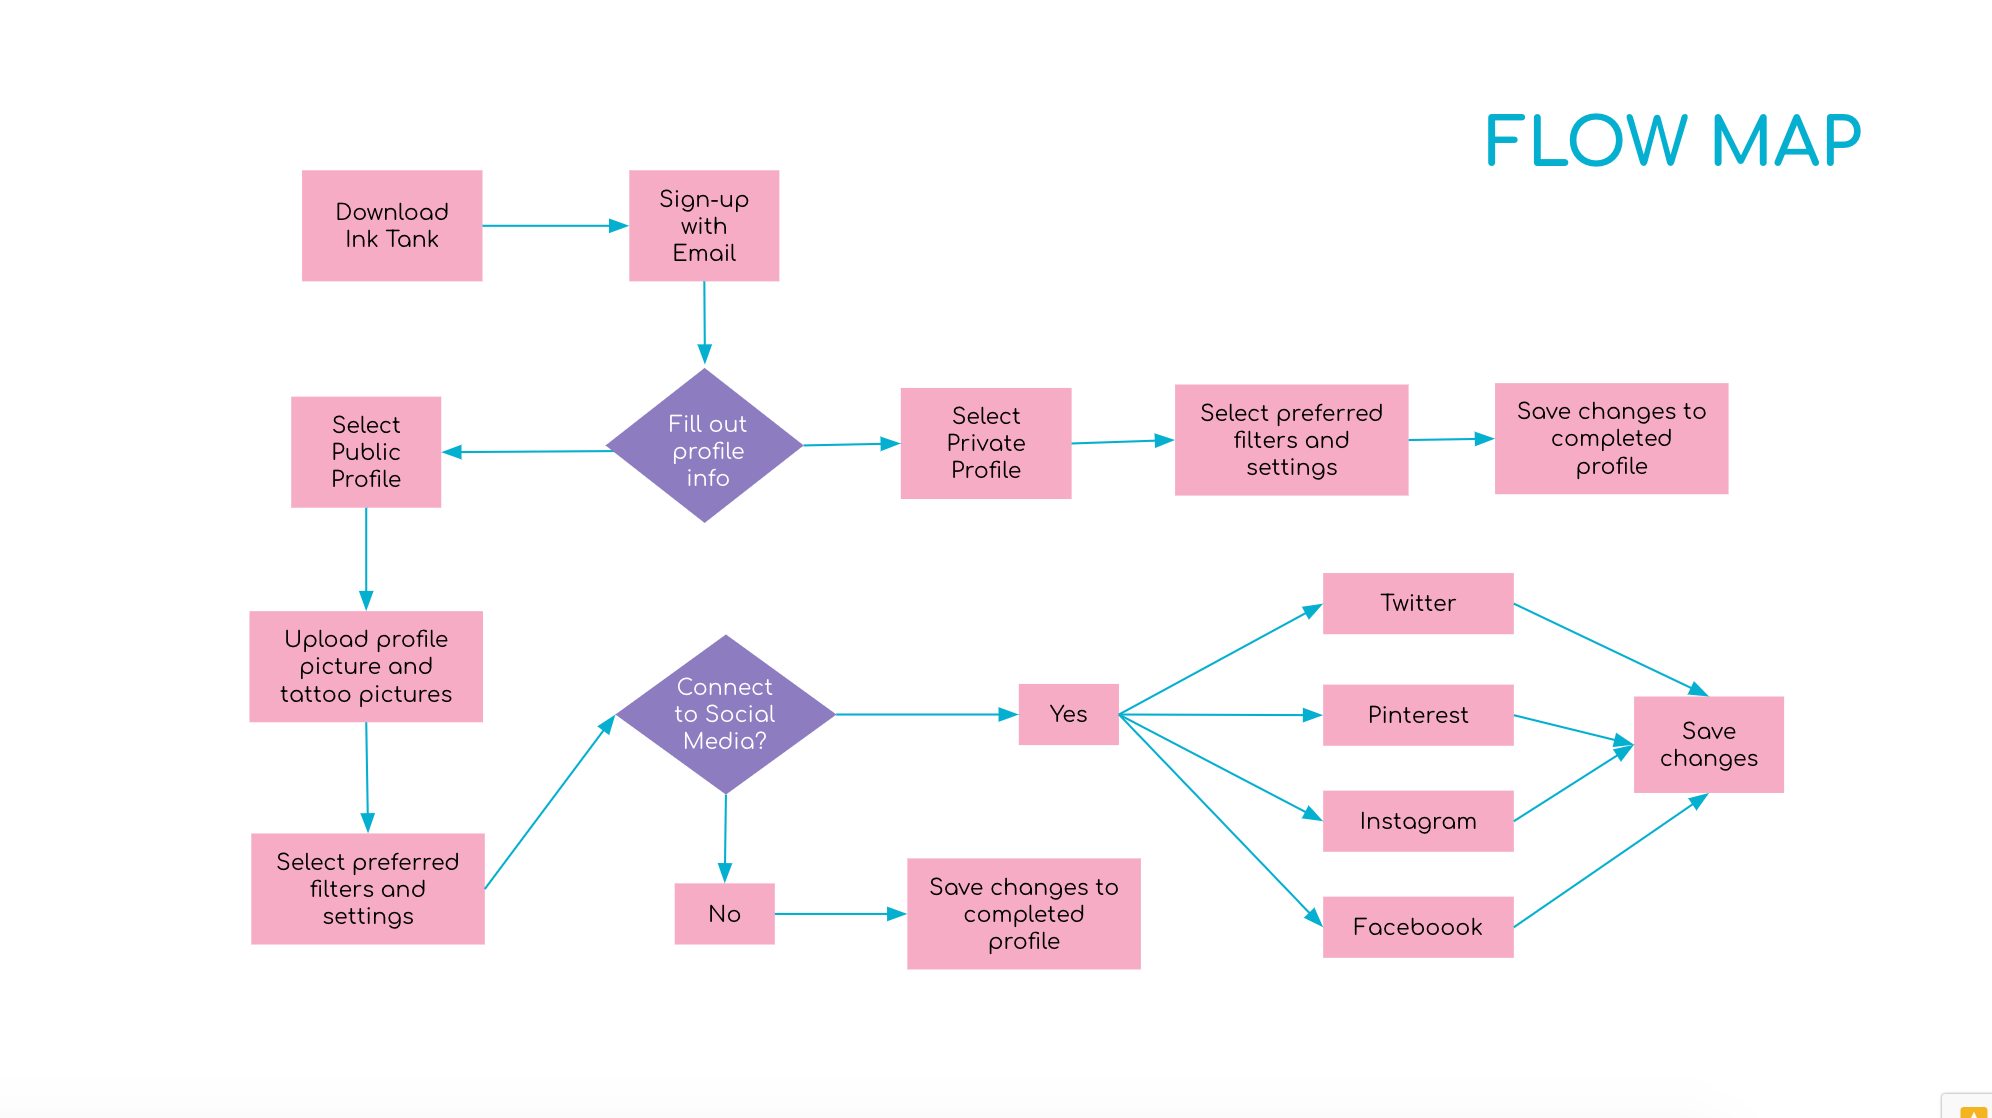 FLOW MAP
Download
Ink Tank
Sign-up
with
Email
Fill out
profile
info
Select
Public
Profile
Select
Private
Profile
Select preferred
filters and
settings
Save changes to
completed
profile
Upload profile
picture and
tattoo pictures
Select preferred
filters and
settings
Connect
to Social
Media?
Yes
No
Save changes to
completed
profile
Twitter
Pinterest
Instagram
Faceboook
Save
changes